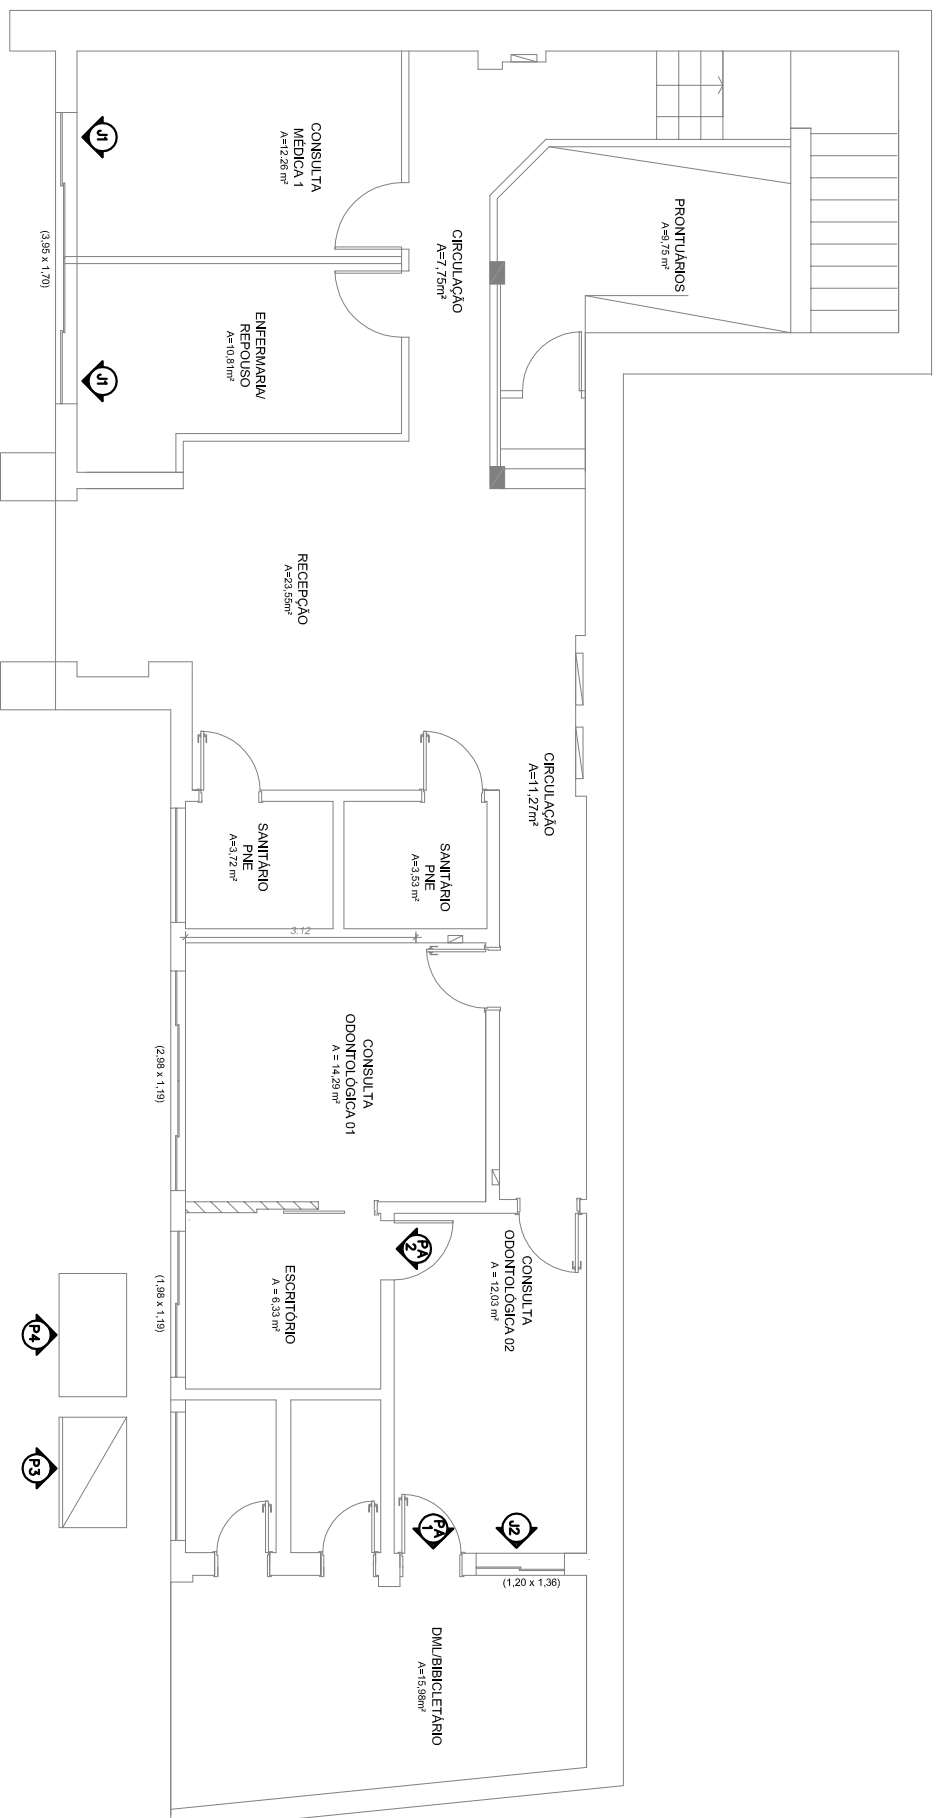 PRONTUÁRIOS
A=9,75 m²
CIRCULAÇÃO
A=7,75m²
CONSULTA
MÉDICA 1
A=12.26 m²
J1
(3,95 x 1,70)
ENFERMARIA/
REPOUSO
A=10,81m²
J1
RECEPÇÃO
A=23,55m²
CIRCULAÇÃO
A=11,27m²
SANITÁRIO
PNE
A=3,53 m²
SANITÁRIO
PNE
A=3,72 m²
3.12
CONSULTA
ODONTOLÓGICA 01
A = 14,29 m²
(2,98 x 1,19)
CONSULTA
ODONTOLÓGICA 02
A = 12,03 m²
PA
2
ESCRITÓRIO
A = 6,33 m²
(1,98 x 1,19)
P4
P3
J2
PA
1
(1,20 x 1,36)
DML/BIBICLETÁRIO
A=15,98m²